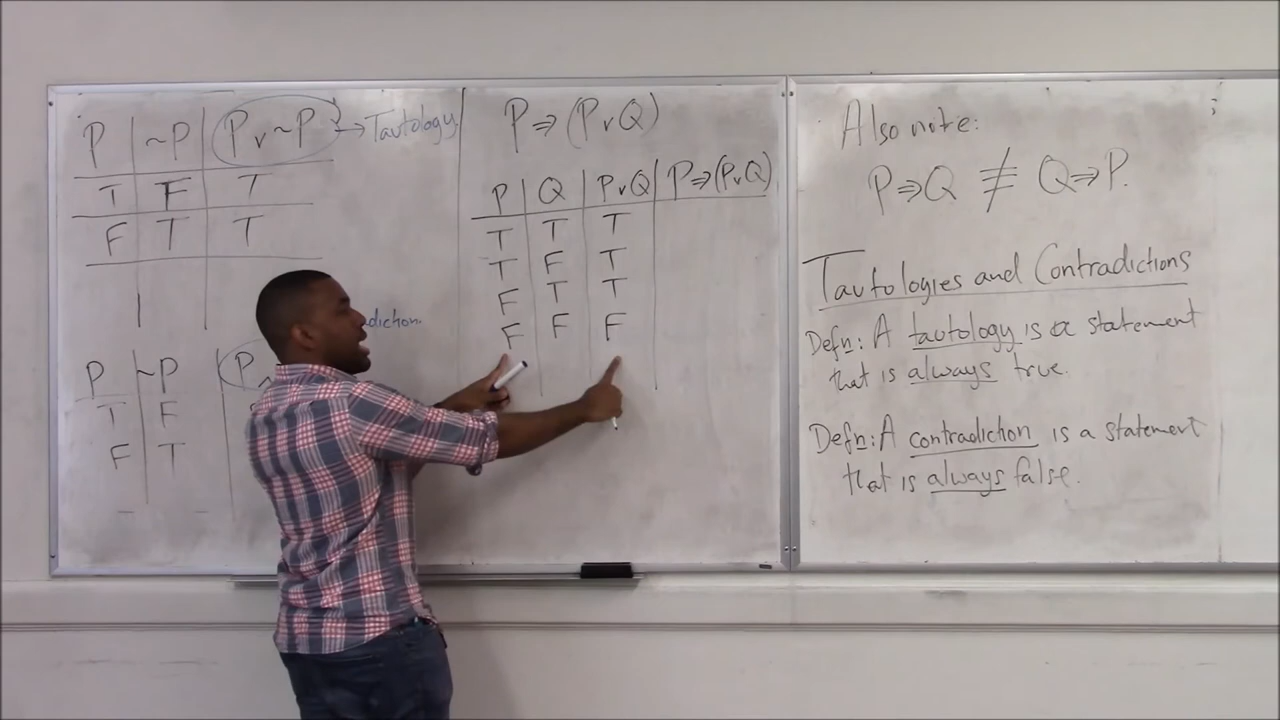 P ~P P∨~P → Tautology
T F T
F T T
P ~P P
T F
F T
P ⇒ (P∨Q)
P Q P∨Q P⇒(P∨Q)
T T T
T F T
F T T
F F F
Also note:
P⇒Q ≢ Q⇒P.
Tautologies and Contradictions
Defn: A tautology is a statement
that is always true.
Defn: A contradiction is a statement
that is always false.